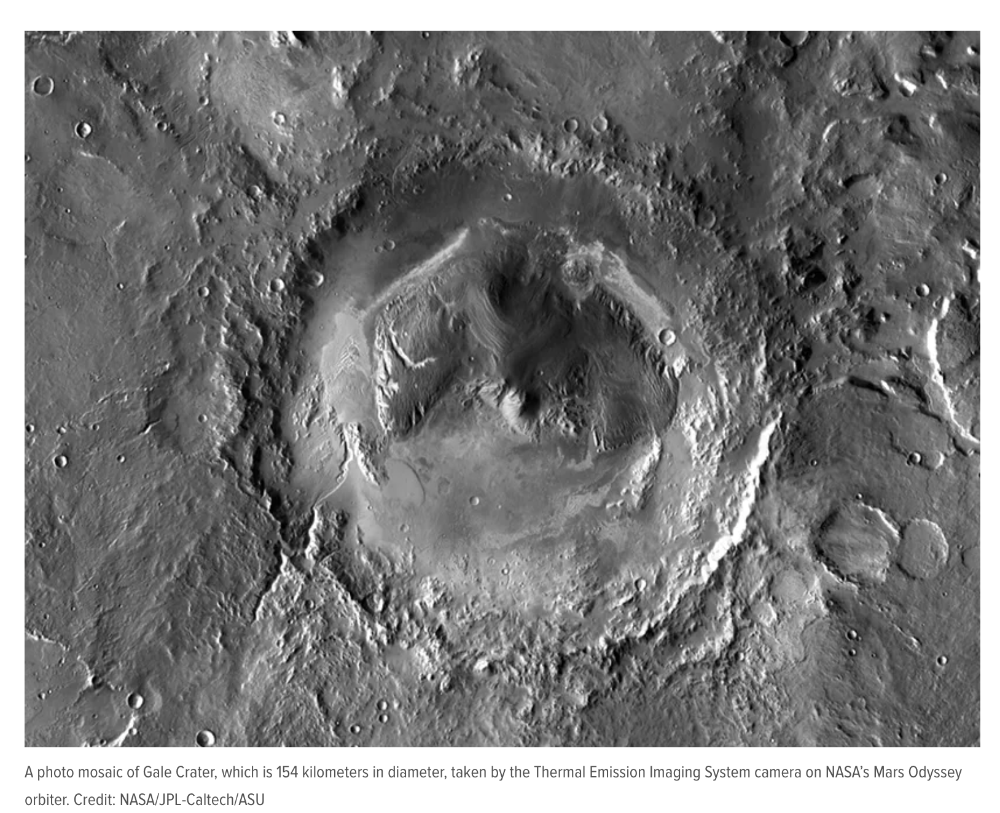 A photo mosaic of Gale Crater, which is 154 kilometers in diameter, taken by the Thermal Emission Imaging System camera on NASA’s Mars Odyssey
orbiter. Credit: NASA/JPL-Caltech/ASU